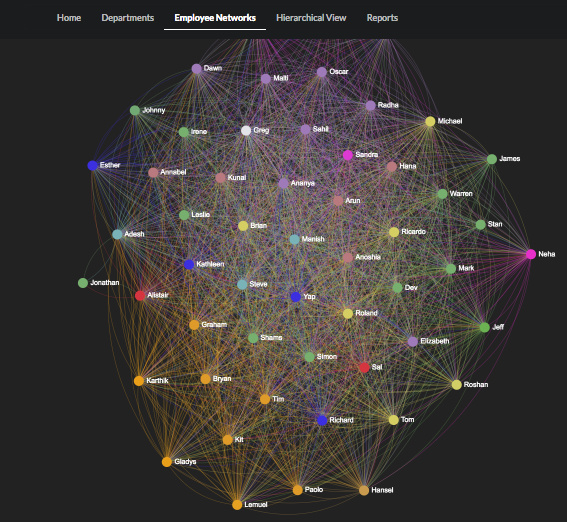 Home Departments Employee Networks Hierarchical View Reports
Dawn
Malti
Oscar
Johnny
Radha
Michael
Irene
Greg
Sahil
Esther
Annabel
Kunal
Sandra
Hana
James
Ananya
Arun
Warren
Leslie
Brian
Stan
Adesh
Manish
Ricardo
Neha
Kathleen
Anoshia
Mark
Jonathan
Alistair
Steve
Yap
Dev
Graham
Roland
Jeff
Shams
Elizabeth
Simon
Sal
Karthik
Bryan
Roshan
Tim
Richard
Tom
Kit
Gladys
Lemuel
Paolo
Hansel